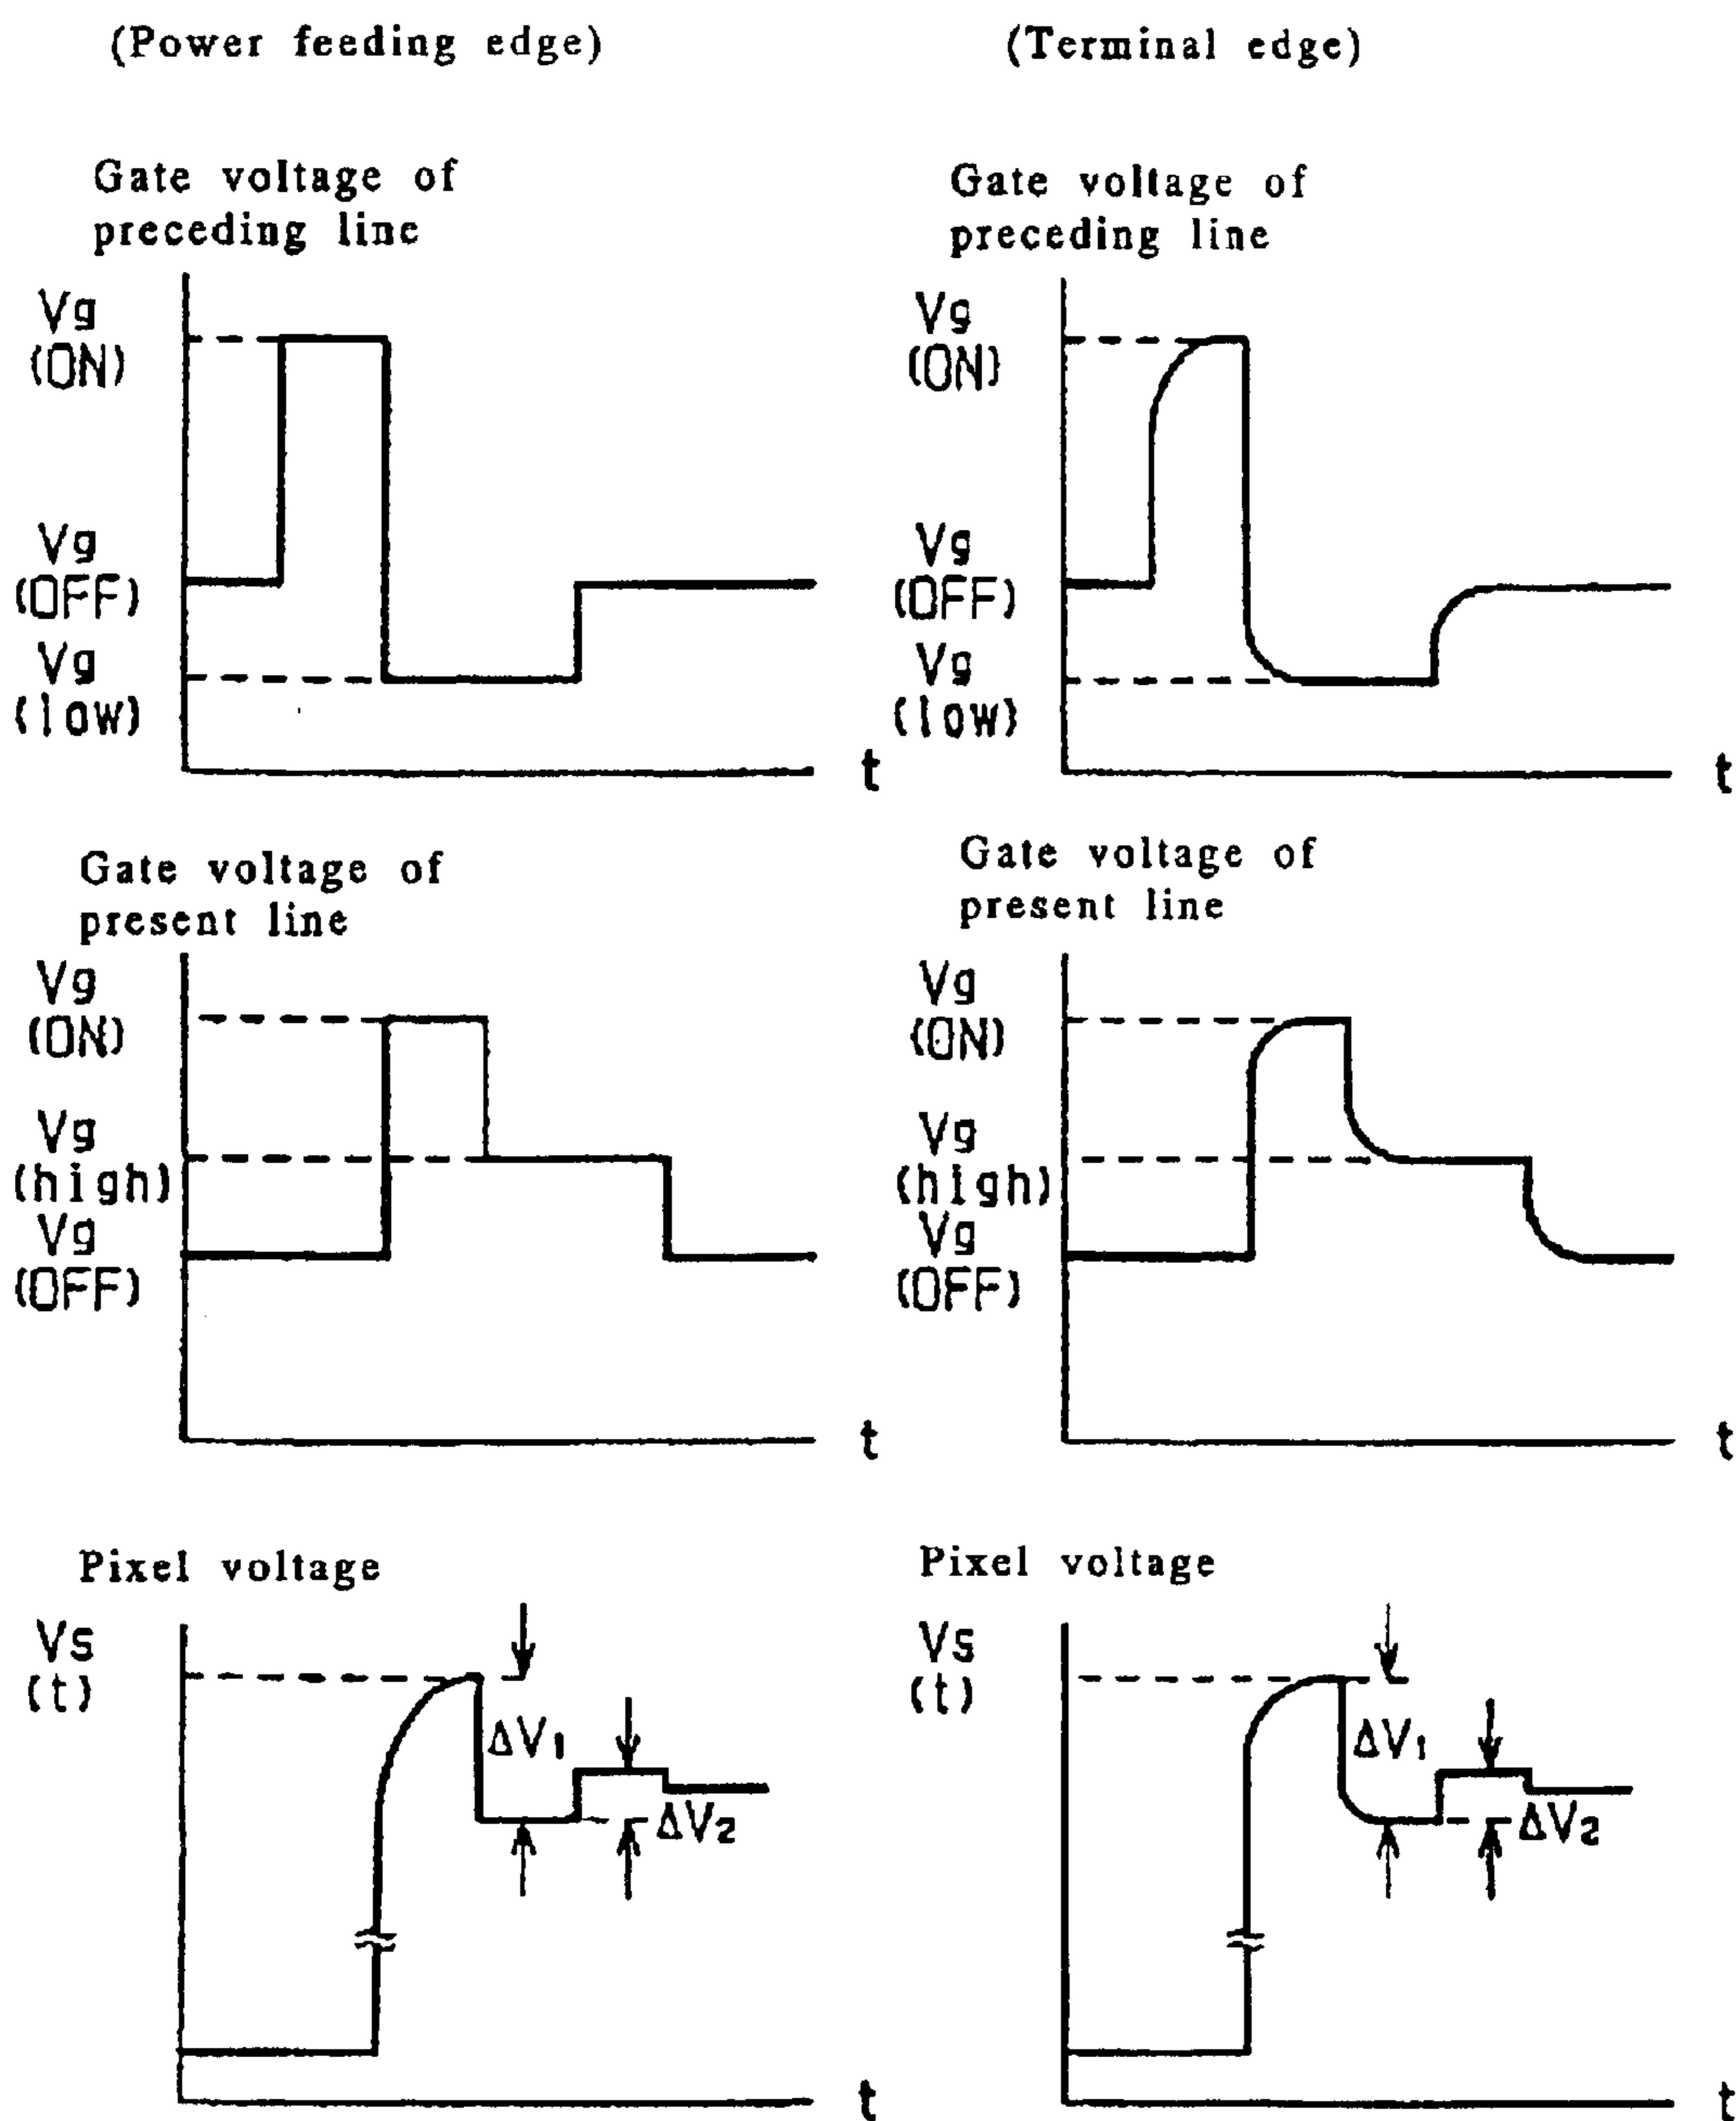 (Power feeding edge)
(Terminal edge)
Gate voltage of
preceding line
Vg
(ON)
Vg
(OFF)
Vg
(low)
t
Gate voltage of
preceding line
Vg
(ON)
Vg
(OFF)
Vg
(low)
t
Gate voltage of
present line
Vg
(ON)
Vg
(high)
Vg
(OFF)
t
Gate voltage of
present line
Vg
(ON)
Vg
(high)
Vg
(OFF)
t
Pixel voltage
Vs
(t)
ΔV1
ΔV2
t
Pixel voltage
Vs
(t)
ΔV1
ΔV2
t